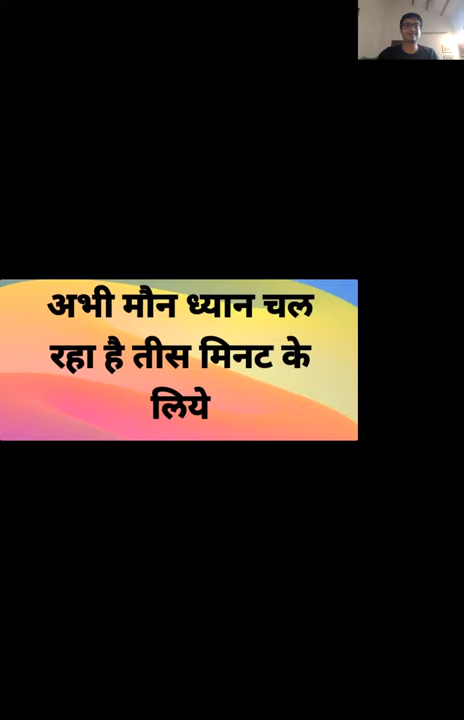 अभी मौन ध्यान चल
रहा है तीस मिनट के
लिये